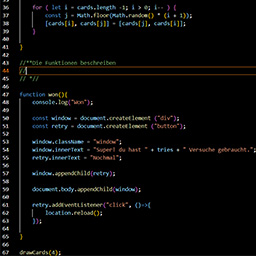 36 for ( let i = cards.length -1; i > 0; i-- ) {
37 const j = Math.floor(Math.random() * (i + 1));
38 [cards[i], cards[j]] = [cards[j], cards[i]];
39 }
40
41 }
42
43 //**Die Funktionen beschreiben
44 //
45 // *//
46
47 function won(){
48 console.log("Won");
49
50 const window = document.createElement ("div");
51 const retry = document.createElement ("button");
52
53 window.className = "window";
54 window.innerText = "Super! du hast " + tries + " Versuche gebraucht.";
55 retry.innerText = "Nochmal";
56
57 window.appendChild(retry);
58
59 document.body.appendChild(window);
60
61 retry.addEventListener("click", ()=>{
62 location.reload();
63 });
64
65 }
66
67 drawCards(4);